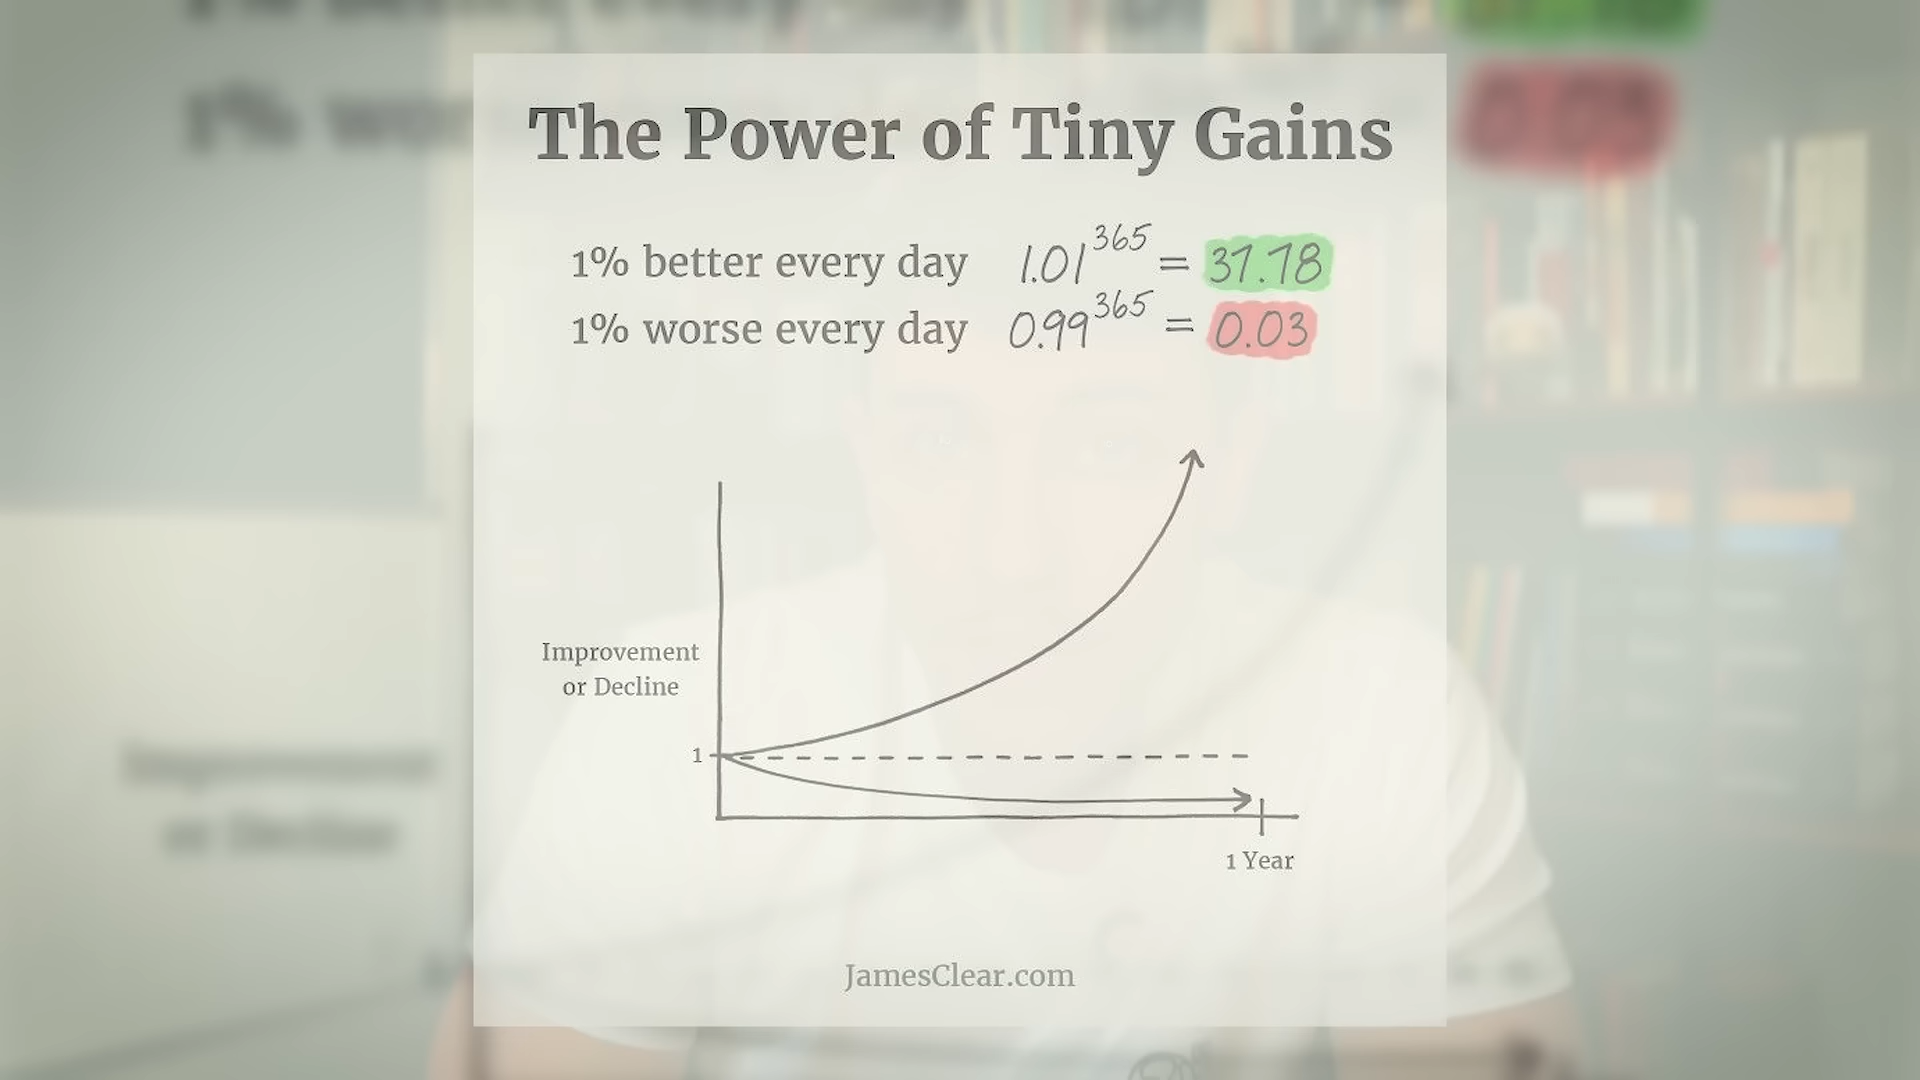 The Power of Tiny Gains
1% better every day 1.01^365 = 37.78
1% worse every day 0.99^365 = 0.03
Improvement
or Decline
1
1 Year
JamesClear.com